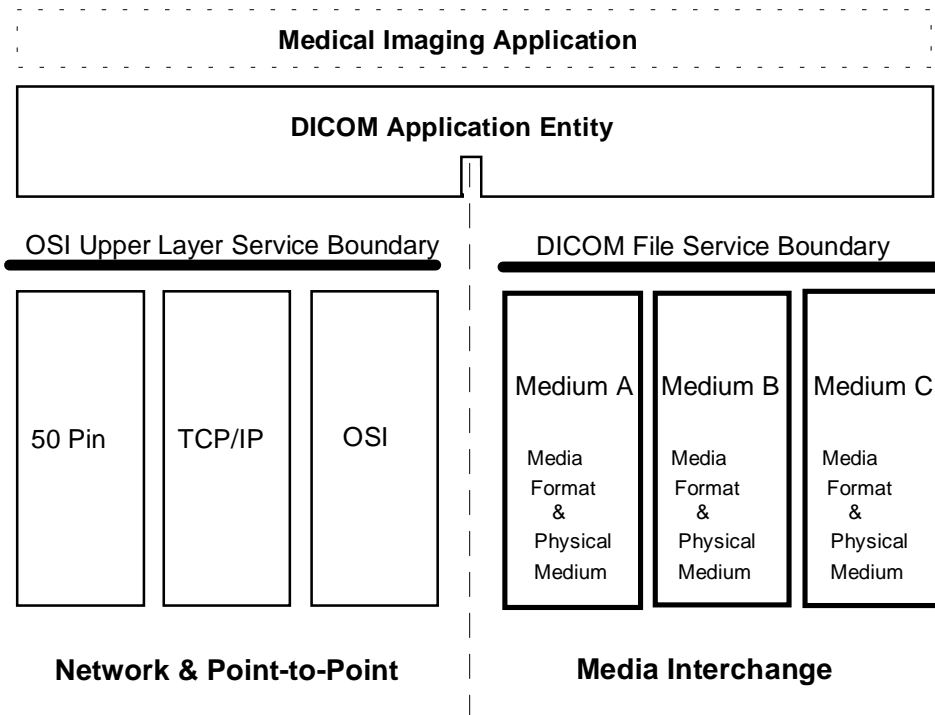 Medical Imaging Application
DICOM Application Entity
OSI Upper Layer Service Boundary
50 Pin
TCP/IP
OSI
Network & Point-to-Point
DICOM File Service Boundary
Medium A
Media
Format
&
Physical
Medium
Medium B
Media
Format
&
Physical
Medium
Medium C
Media
Format
&
Physical
Medium
Media Interchange